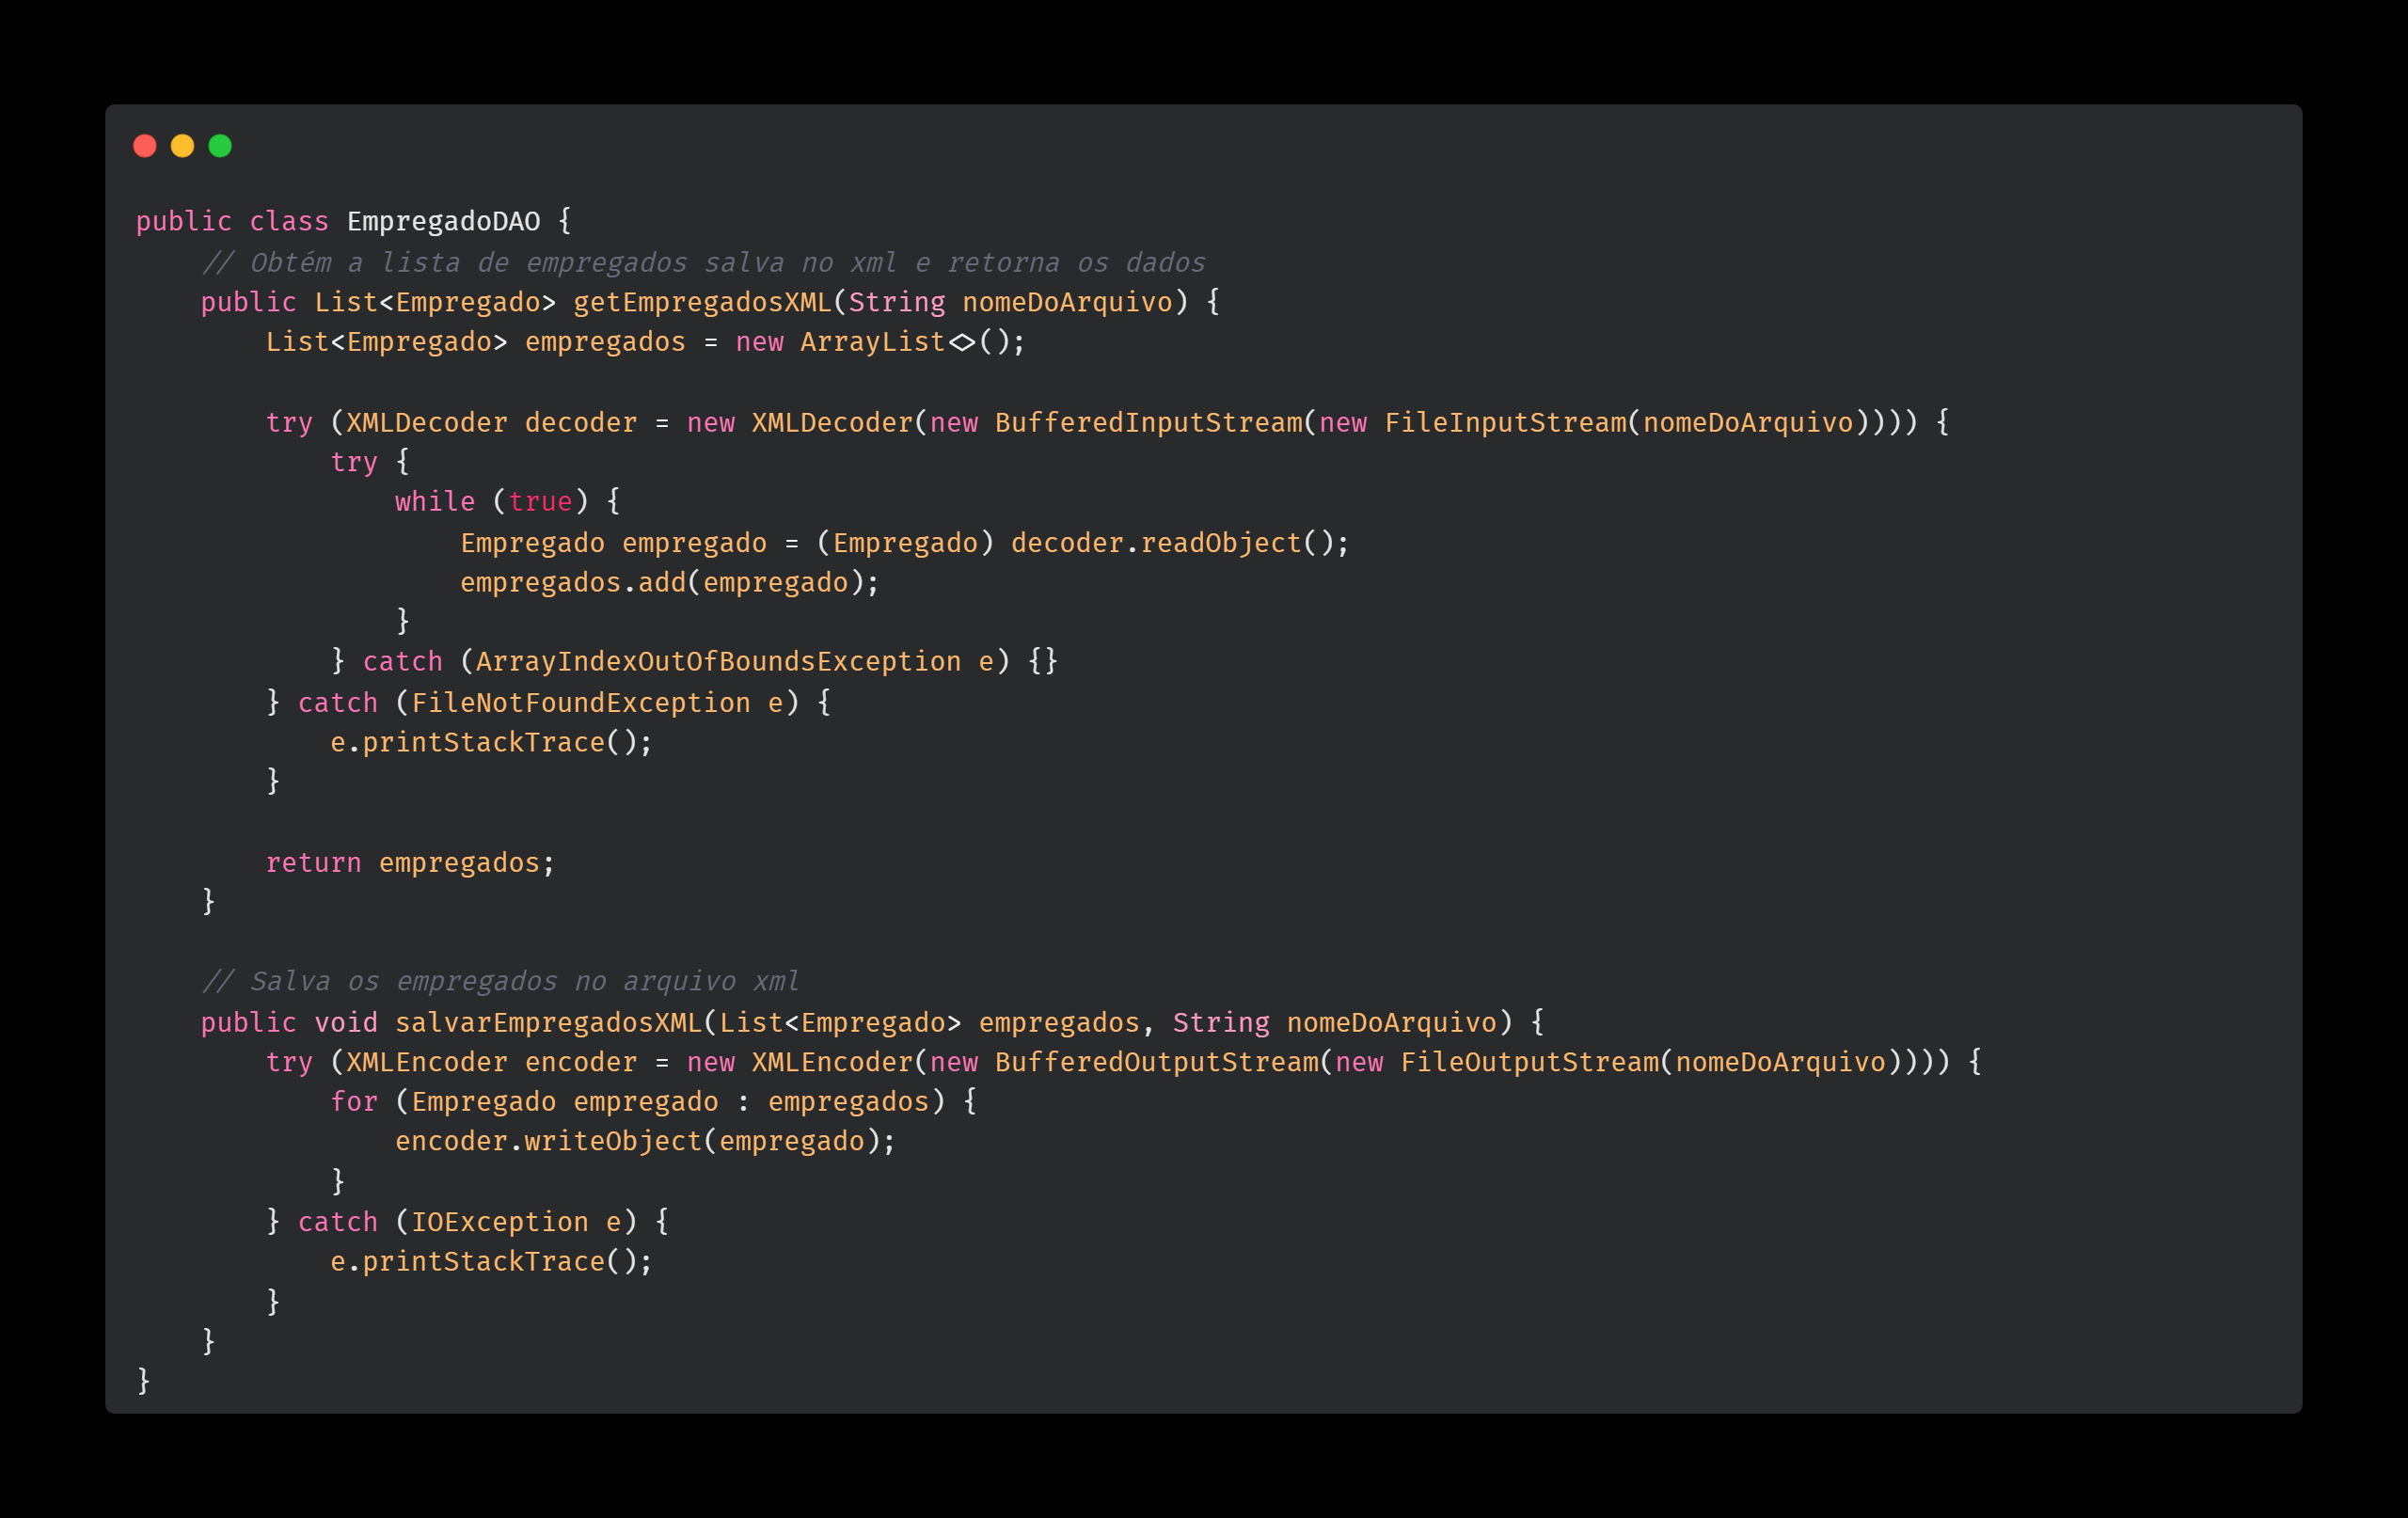 public class EmpregadoDAO {
    // Obtém a lista de empregados salva no xml e retorna os dados
    public List<Empregado> getEmpregadosXML(String nomeDoArquivo) {
        List<Empregado> empregados = new ArrayList<>();

        try (XMLDecoder decoder = new XMLDecoder(new BufferedInputStream(new FileInputStream(nomeDoArquivo)))) {
            try {
                while (true) {
                    Empregado empregado = (Empregado) decoder.readObject();
                    empregados.add(empregado);
                }
            } catch (ArrayIndexOutOfBoundsException e) {}
        } catch (FileNotFoundException e) {
            e.printStackTrace();
        }

        return empregados;
    }

    // Salva os empregados no arquivo xml
    public void salvarEmpregadosXML(List<Empregado> empregados, String nomeDoArquivo) {
        try (XMLEncoder encoder = new XMLEncoder(new BufferedOutputStream(new FileOutputStream(nomeDoArquivo)))) {
            for (Empregado empregado : empregados) {
                encoder.writeObject(empregado);
            }
        } catch (IOException e) {
            e.printStackTrace();
        }
    }
}